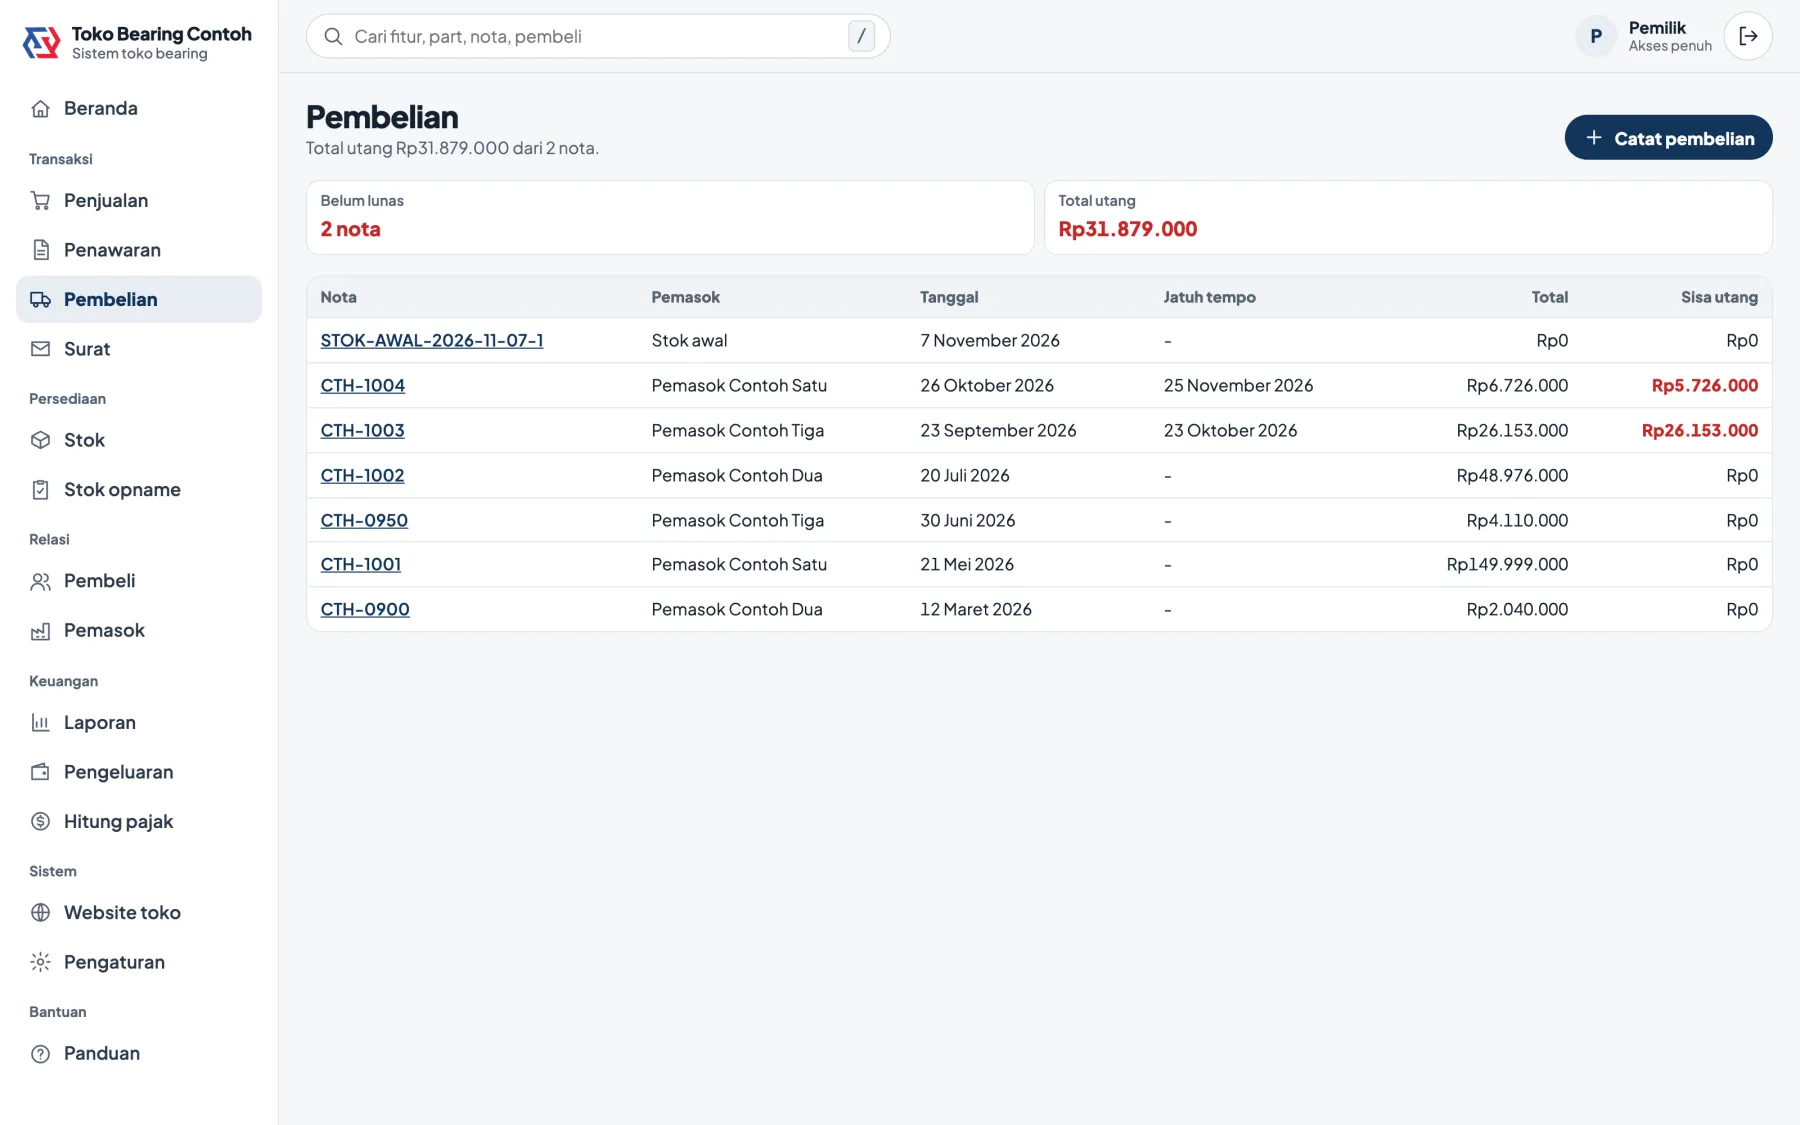 Toko Bearing Contoh
Sistem toko bearing
Beranda
Transaksi
Penjualan
Penawaran
Pembelian
Surat
Persediaan
Stok
Stok opname
Relasi
Pembeli
Pemasok
Keuangan
Laporan
Pengeluaran
Hitung pajak
Sistem
Website toko
Pengaturan
Bantuan
Panduan
Cari fitur, part, nota, pembeli /
P
Pemilik
Akses penuh
Pembelian
Total utang Rp31.879.000 dari 2 nota.
+ Catat pembelian
Belum lunas
2 nota
Total utang
Rp31.879.000
Nota Pemasok Tanggal Jatuh tempo Total Sisa utang
STOK-AWAL-2026-11-07-1 Stok awal 7 November 2026 - Rp0 Rp0
CTH-1004 Pemasok Contoh Satu 26 Oktober 2026 25 November 2026 Rp6.726.000 Rp5.726.000
CTH-1003 Pemasok Contoh Tiga 23 September 2026 23 Oktober 2026 Rp26.153.000 Rp26.153.000
CTH-1002 Pemasok Contoh Dua 20 Juli 2026 - Rp48.976.000 Rp0
CTH-0950 Pemasok Contoh Tiga 30 Juni 2026 - Rp4.110.000 Rp0
CTH-1001 Pemasok Contoh Satu 21 Mei 2026 - Rp149.999.000 Rp0
CTH-0900 Pemasok Contoh Dua 12 Maret 2026 - Rp2.040.000 Rp0